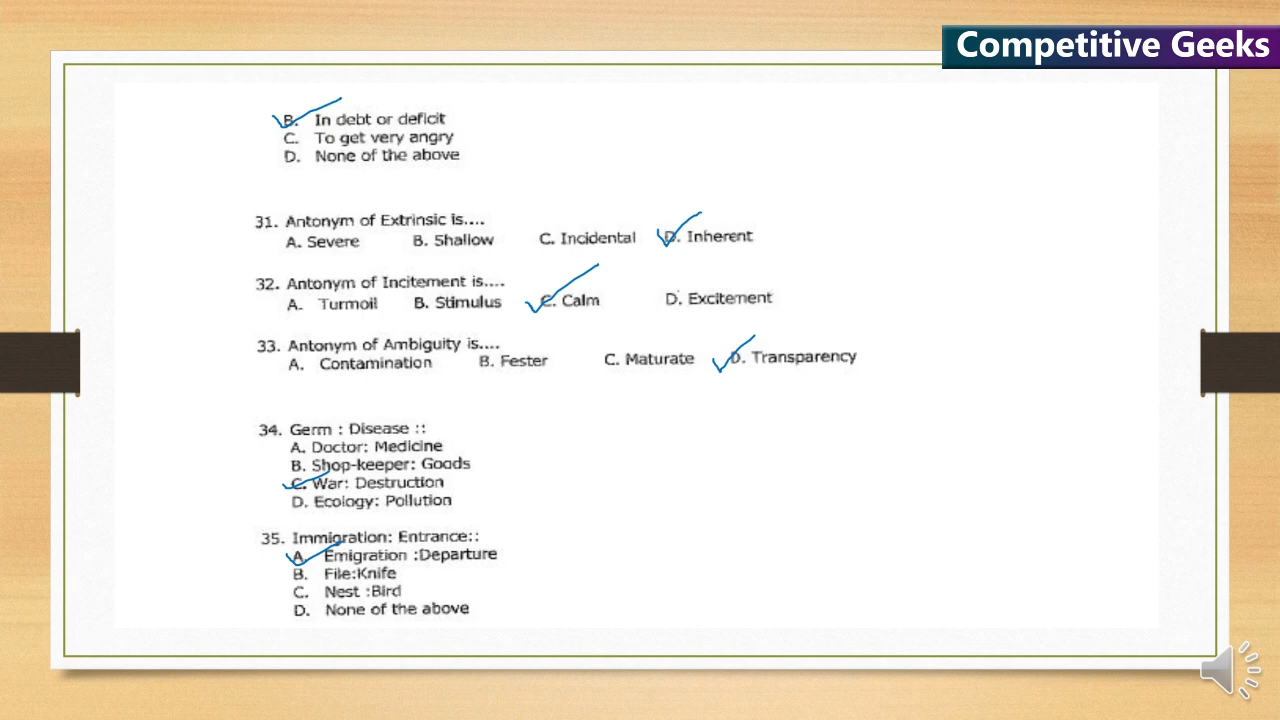 Competitive Geeks
B. In debt or deficit
C. To get very angry
D. None of the above
31. Antonym of Extrinsic is....
A. Severe B. Shallow C. Incidental D. Inherent
32. Antonym of Incitement is....
A. Turmoil B. Stimulus C. Calm D. Excitement
33. Antonym of Ambiguity is....
A. Contamination B. Fester C. Maturate D. Transparency
34. Germ : Disease ::
A. Doctor: Medicine
B. Shop-keeper: Goods
C. War: Destruction
D. Ecology: Pollution
35. Immigration: Entrance::
A. Emigration :Departure
B. File:Knife
C. Nest :Bird
D. None of the above